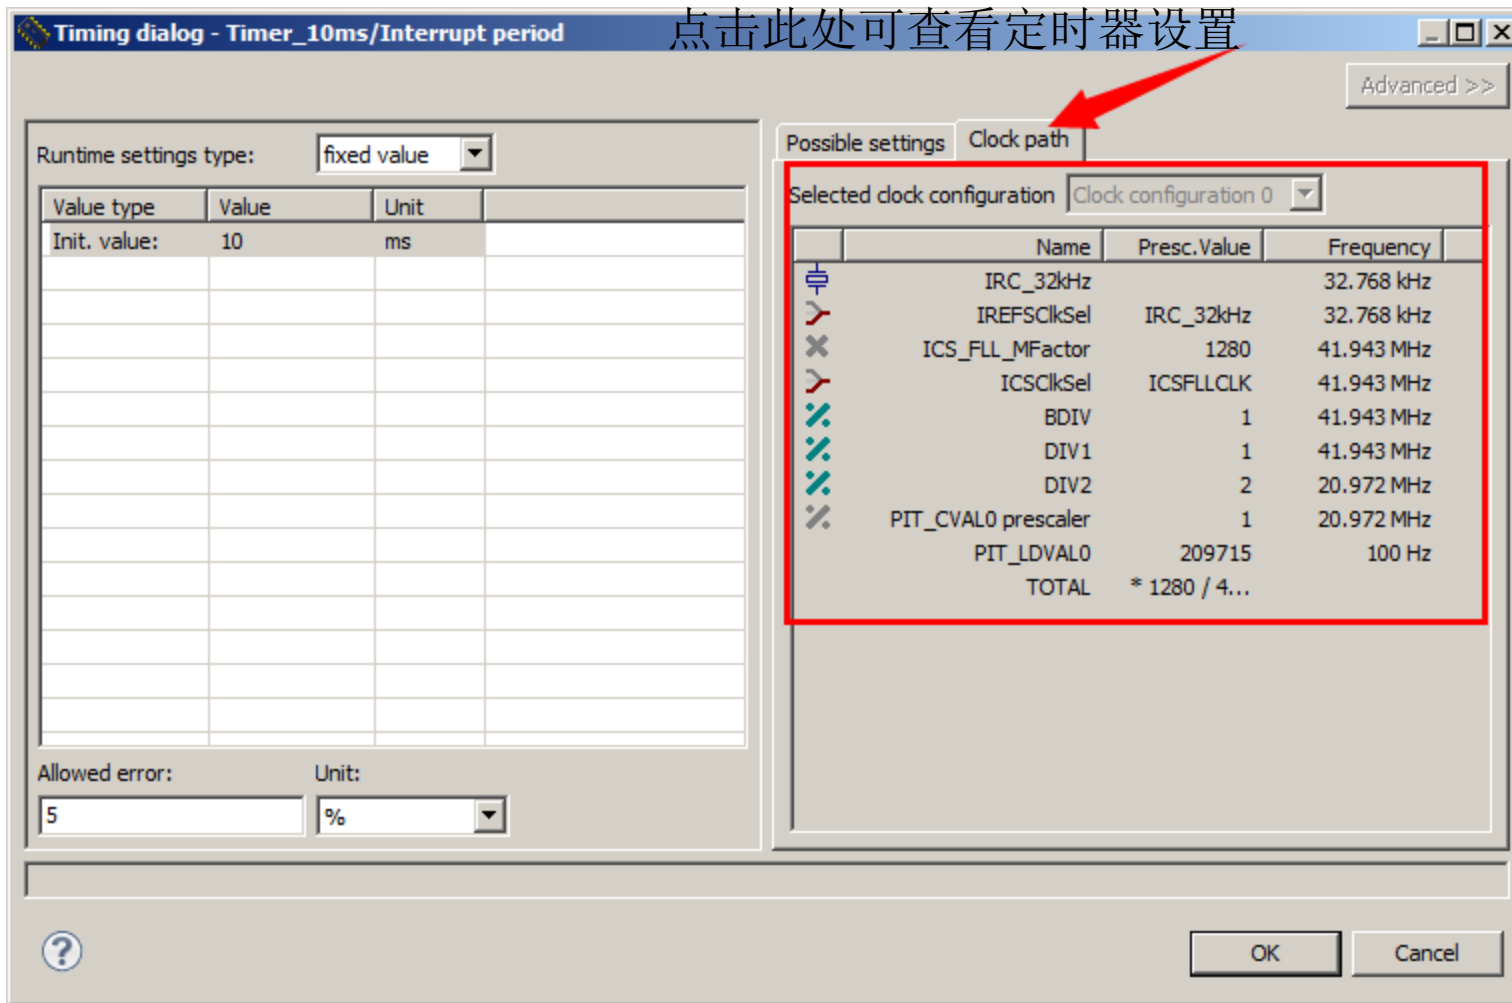 Timing dialog - Timer_10ms/Interrupt period
点击此处可查看定时器设置
Advanced >>
Runtime settings type: fixed value
Value type Value Unit
Init. value: 10 ms
Allowed error: Unit:
5 %
Possible settings Clock path
Selected clock configuration Clock configuration 0
Name Presc.Value Frequency
IRC_32kHz 32.768 kHz
IREFSClkSel IRC_32kHz 32.768 kHz
ICS_FLL_MFactor 1280 41.943 MHz
ICSClkSel ICSFLLCLK 41.943 MHz
BDIV 1 41.943 MHz
DIV1 1 41.943 MHz
DIV2 2 20.972 MHz
PIT_CVAL0 prescaler 1 20.972 MHz
PIT_LDVAL0 209715 100 Hz
TOTAL * 1280 / 4...
?
OK Cancel